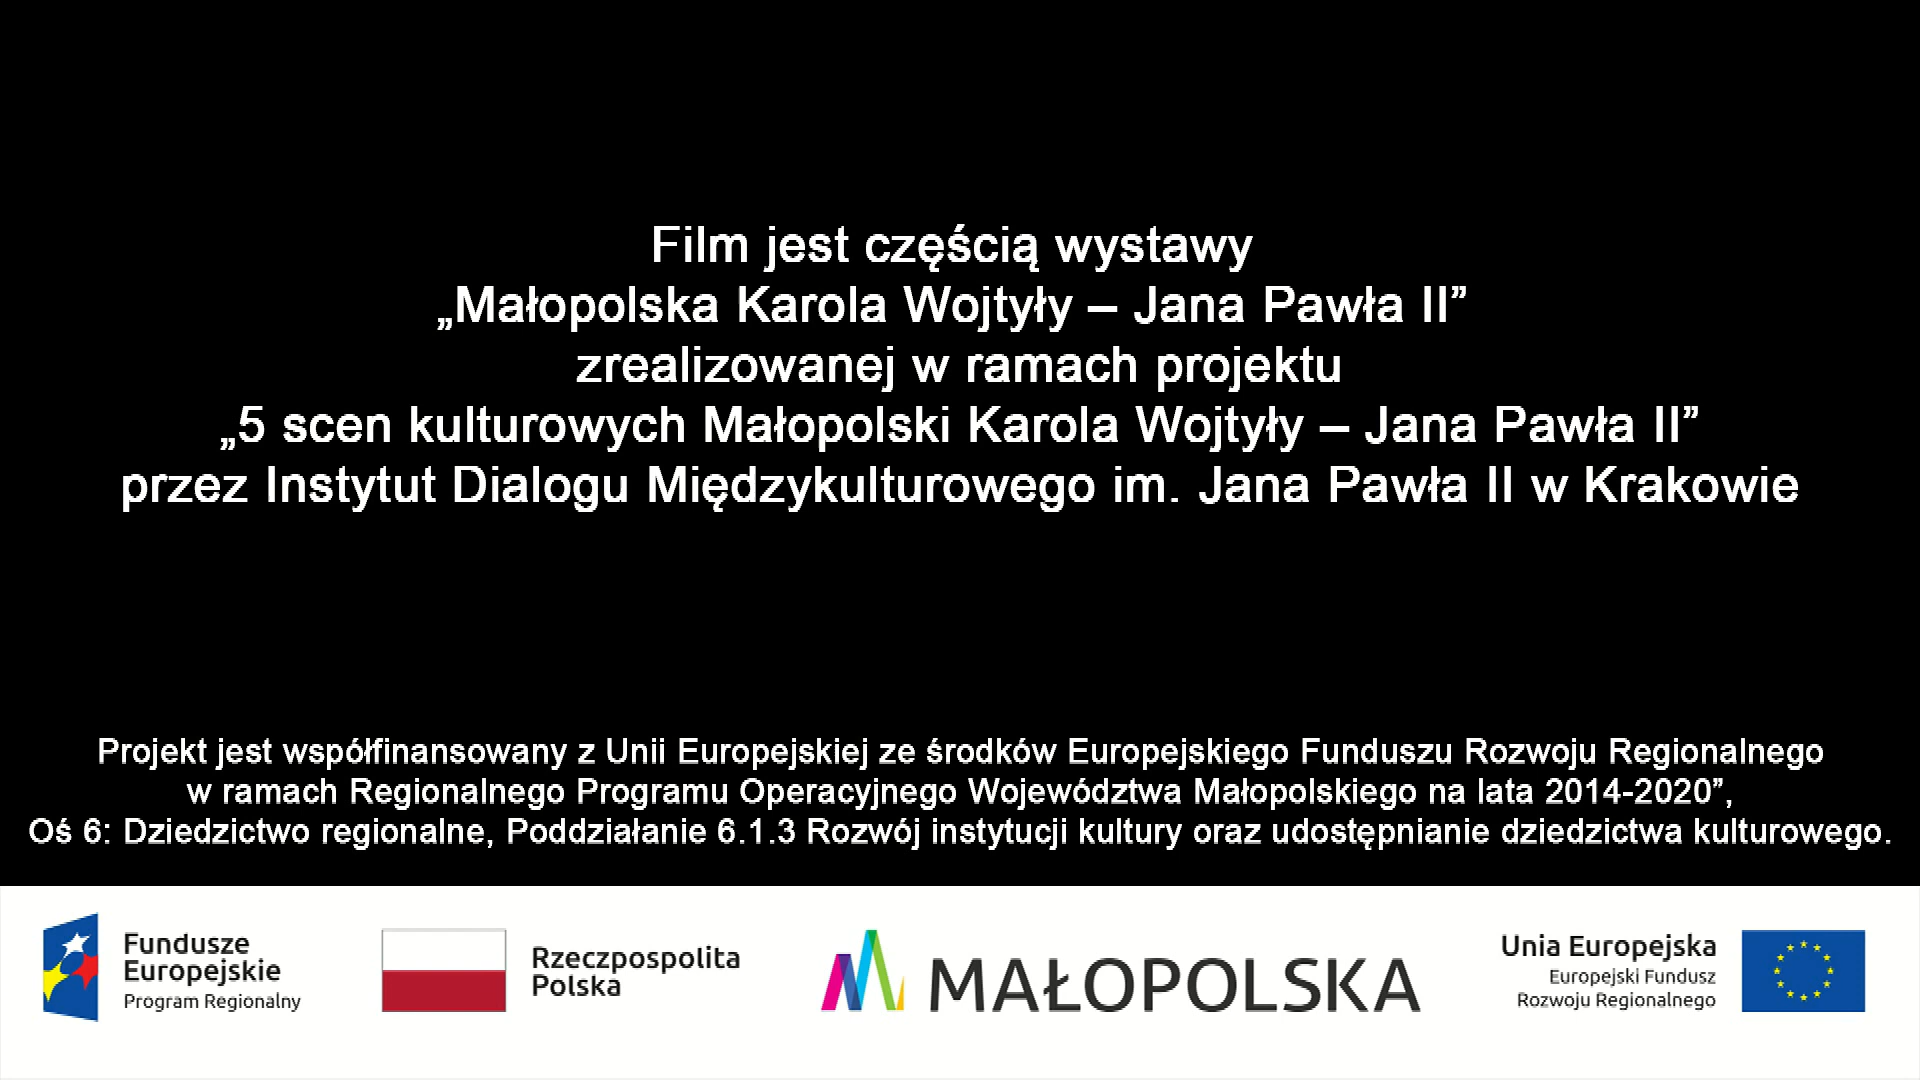 Film jest częścią wystawy
„Małopolska Karola Wojtyły – Jana Pawła II”
zrealizowanej w ramach projektu
„5 scen kulturowych Małopolski Karola Wojtyły – Jana Pawła II”
przez Instytut Dialogu Międzykulturowego im. Jana Pawła II w Krakowie
Projekt jest współfinansowany z Unii Europejskiej ze środków Europejskiego Funduszu Rozwoju Regionalnego
w ramach Regionalnego Programu Operacyjnego Województwa Małopolskiego na lata 2014-2020”,
Oś 6: Dziedzictwo regionalne, Poddziałanie 6.1.3 Rozwój instytucji kultury oraz udostępnianie dziedzictwa kulturowego.
Fundusze
Europejskie
Program Regionalny
Rzeczpospolita
Polska
MAŁOPOLSKA
Unia Europejska
Europejski Fundusz
Rozwoju Regionalnego